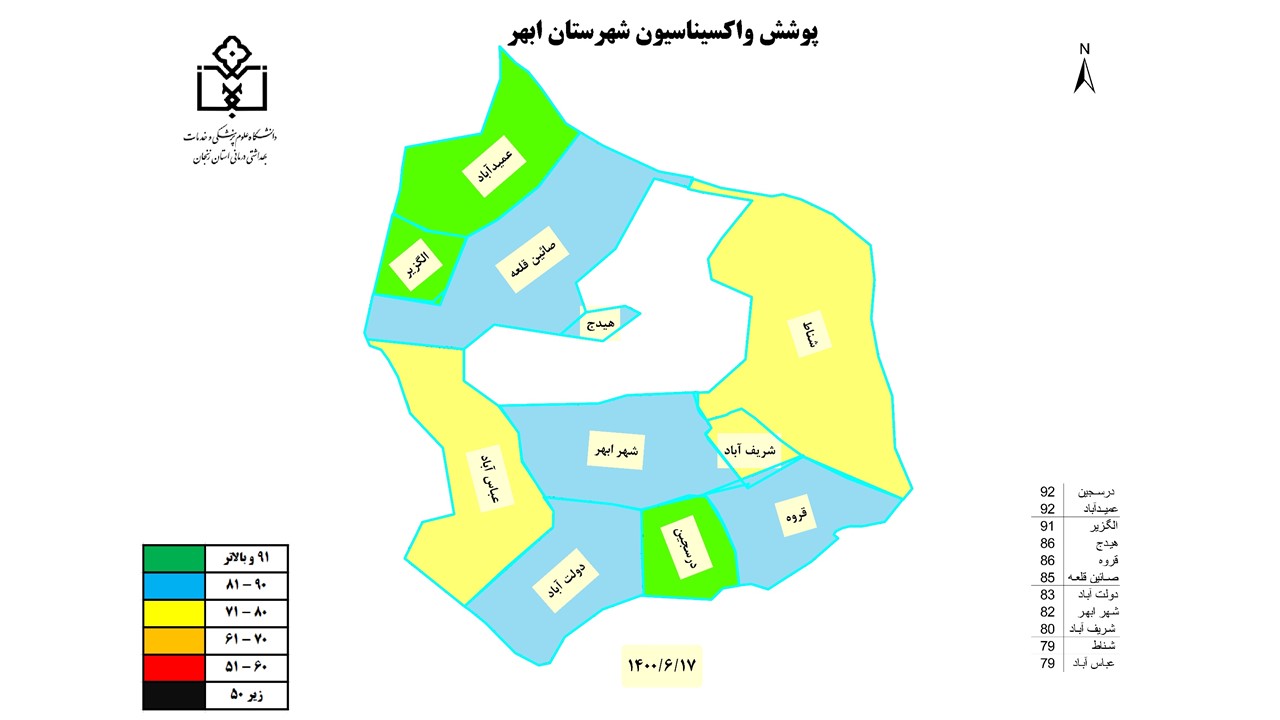 پوشش واکسیناسیون شهرستان ابهر
N
دانشگاه علوم پزشکی و خدمات
بهداشتی درمانی استان زنجان
عمیدآباد
الگزیر
صائین قلعه
هیدج
شناط
شهر ابهر
شریف آباد
عباس آباد
قروه
درسجین
دولت آباد
۱۴۰۰/۶/۱۷
۹۱ و بالاتر
۸۱ – ۹۰
۷۱ – ۸۰
۶۱ – ۷۰
۵۱ – ۶۰
زیر ۵۰
درسجین 92
عمیدآباد 92
الگزیر 91
هیدج 86
قروه 86
صائین قلعه 85
دولت آباد 83
شهر ابهر 82
شریف آباد 80
شناط 79
عباس آباد 79